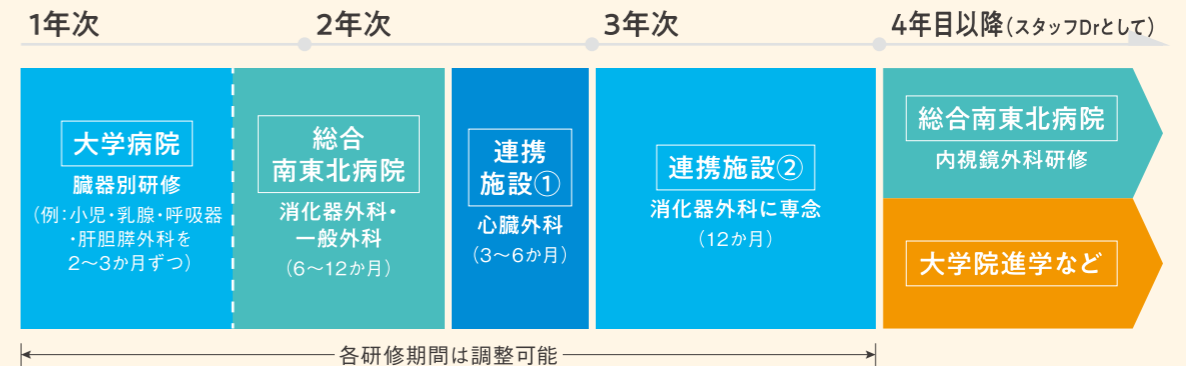 1年次
2年次
3年次
4年目以降(スタッフDrとして)
大学病院
臓器別研修
(例:小児・乳腺・呼吸器
・肝胆膵外科を
2〜3か月ずつ)
総合
南東北病院
消化器外科・
一般外科
(6〜12か月)
連携
施設①
心臓外科
(3〜6か月)
連携施設②
消化器外科に専念
(12か月)
総合南東北病院
内視鏡外科研修
大学院進学など
各研修期間は調整可能